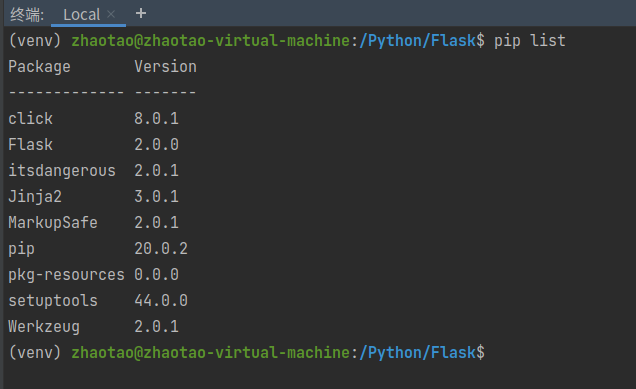 终端: Local × +
(venv) zhaotao@zhaotao-virtual-machine:/Python/Flask$ pip list
Package       Version
------------- -------
click         8.0.1
Flask         2.0.0
itsdangerous  2.0.1
Jinja2        3.0.1
MarkupSafe    2.0.1
pip           20.0.2
pkg-resources 0.0.0
setuptools    44.0.0
Werkzeug      2.0.1
(venv) zhaotao@zhaotao-virtual-machine:/Python/Flask$